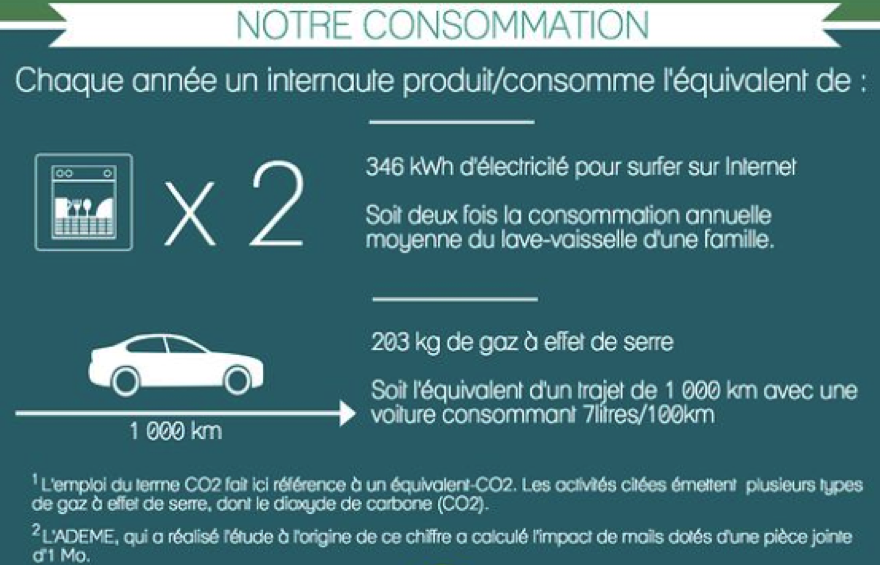 NOTRE CONSOMMATION
Chaque année un internaute produit/consomme l'équivalent de :
X 2
346 kWh d'électricité pour surfer sur Internet
Soit deux fois la consommation annuelle
moyenne du lave-vaisselle d'une famille.
203 kg de gaz à effet de serre
Soit l'équivalent d'un trajet de 1 000 km avec une
voiture consommant 7litres/100km
1 000 km
1 L'emploi du terme CO2 fait ici référence à un équivalent-CO2. Les activités citées émettent plusieurs types
de gaz à effet de serre, dont le dioxyde de carbone (CO2).
2 L'ADEME, qui a réalisé l'étude à l'origine de ce chiffre a calculé l'impact de mails dotés d'une pièce jointe
d'1 Mo.